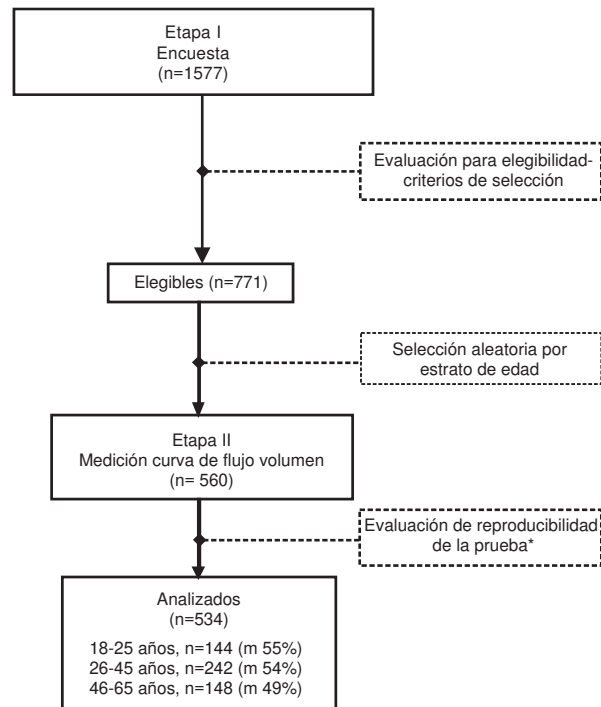 Etapa I
Encuesta
(n=1577)
Evaluación para elegibilidad-
criterios de selección
Elegibles (n=771)
Selección aleatoria por
estrato de edad
Etapa II
Medición curva de flujo volumen
(n= 560)
Evaluación de reproducibilidad
de la prueba*
Analizados
(n=534)
18-25 años, n=144 (m 55%)
26-45 años, n=242 (m 54%)
46-65 años, n=148 (m 49%)